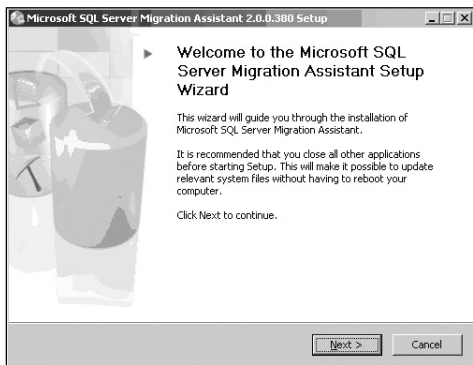 Microsoft SQL Server Migration Assistant 2.0.0.380 Setup
Welcome to the Microsoft SQL
Server Migration Assistant Setup
Wizard
This wizard will guide you through the installation of
Microsoft SQL Server Migration Assistant.
It is recommended that you close all other applications
before starting Setup. This will make it possible to update
relevant system files without having to reboot your
computer.
Click Next to continue.
Next >
Cancel